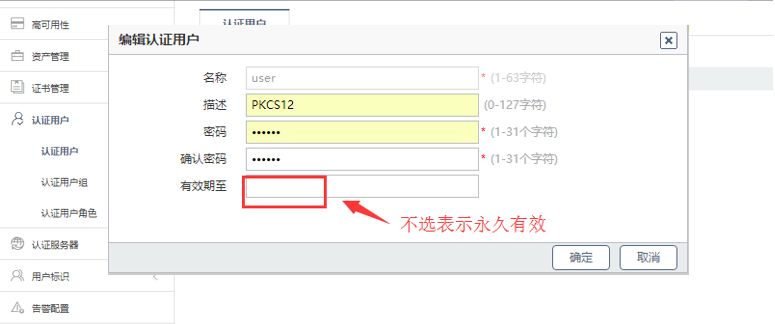 高可用性
资产管理
证书管理
认证用户
认证用户
认证用户组
认证用户角色
认证服务器
用户标识
告警配置
认证用户
编辑认证用户
名称 user * (1-63字符)
描述 PKCS12 (0-127字符)
密码 •••••• * (1-31个字符)
确认密码 •••••• * (1-31个字符)
有效期至
不选表示永久有效
确定 取消